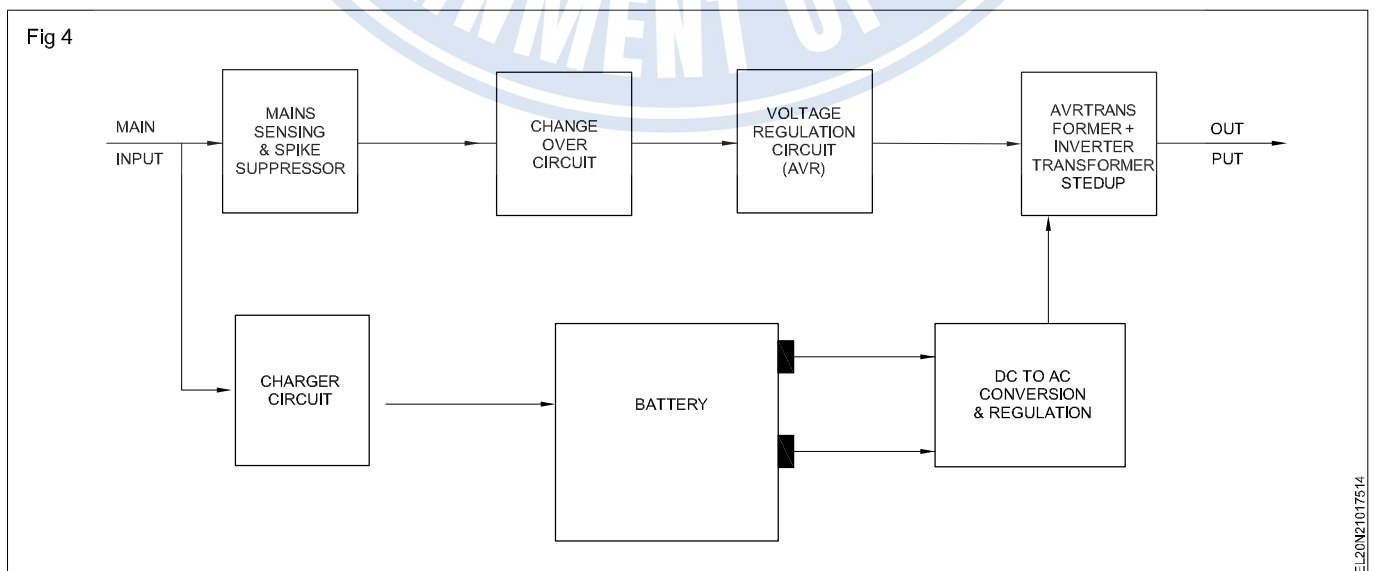 Fig 4
MAIN
INPUT
MAINS
SENSING
& SPIKE
SUPPRESSOR
CHANGE
OVER
CIRCUIT
VOLTAGE
REGULATION
CIRCUIT
(AVR)
AVRTRANS
FORMER +
INVERTER
TRANSFORMER
STEDUP
OUT
PUT
CHARGER
CIRCUIT
BATTERY
DC TO AC
CONVERSION
& REGULATION
EL20N21017514